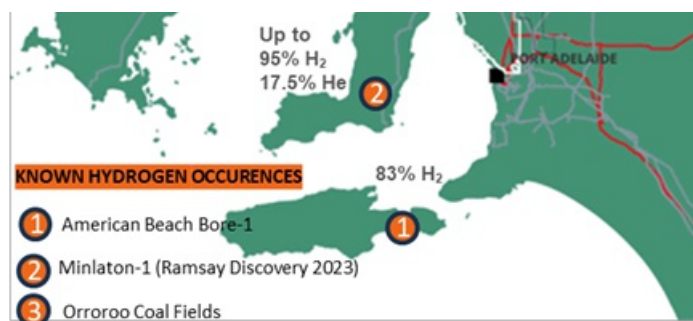 Up to
95% H₂
17.5% He
2
PORT ADELAIDE
KNOWN HYDROGEN OCCURENCES
83% H₂
1 American Beach Bore-1
1
2 Minlaton-1 (Ramsay Discovery 2023)
3 Orroroo Coal Fields